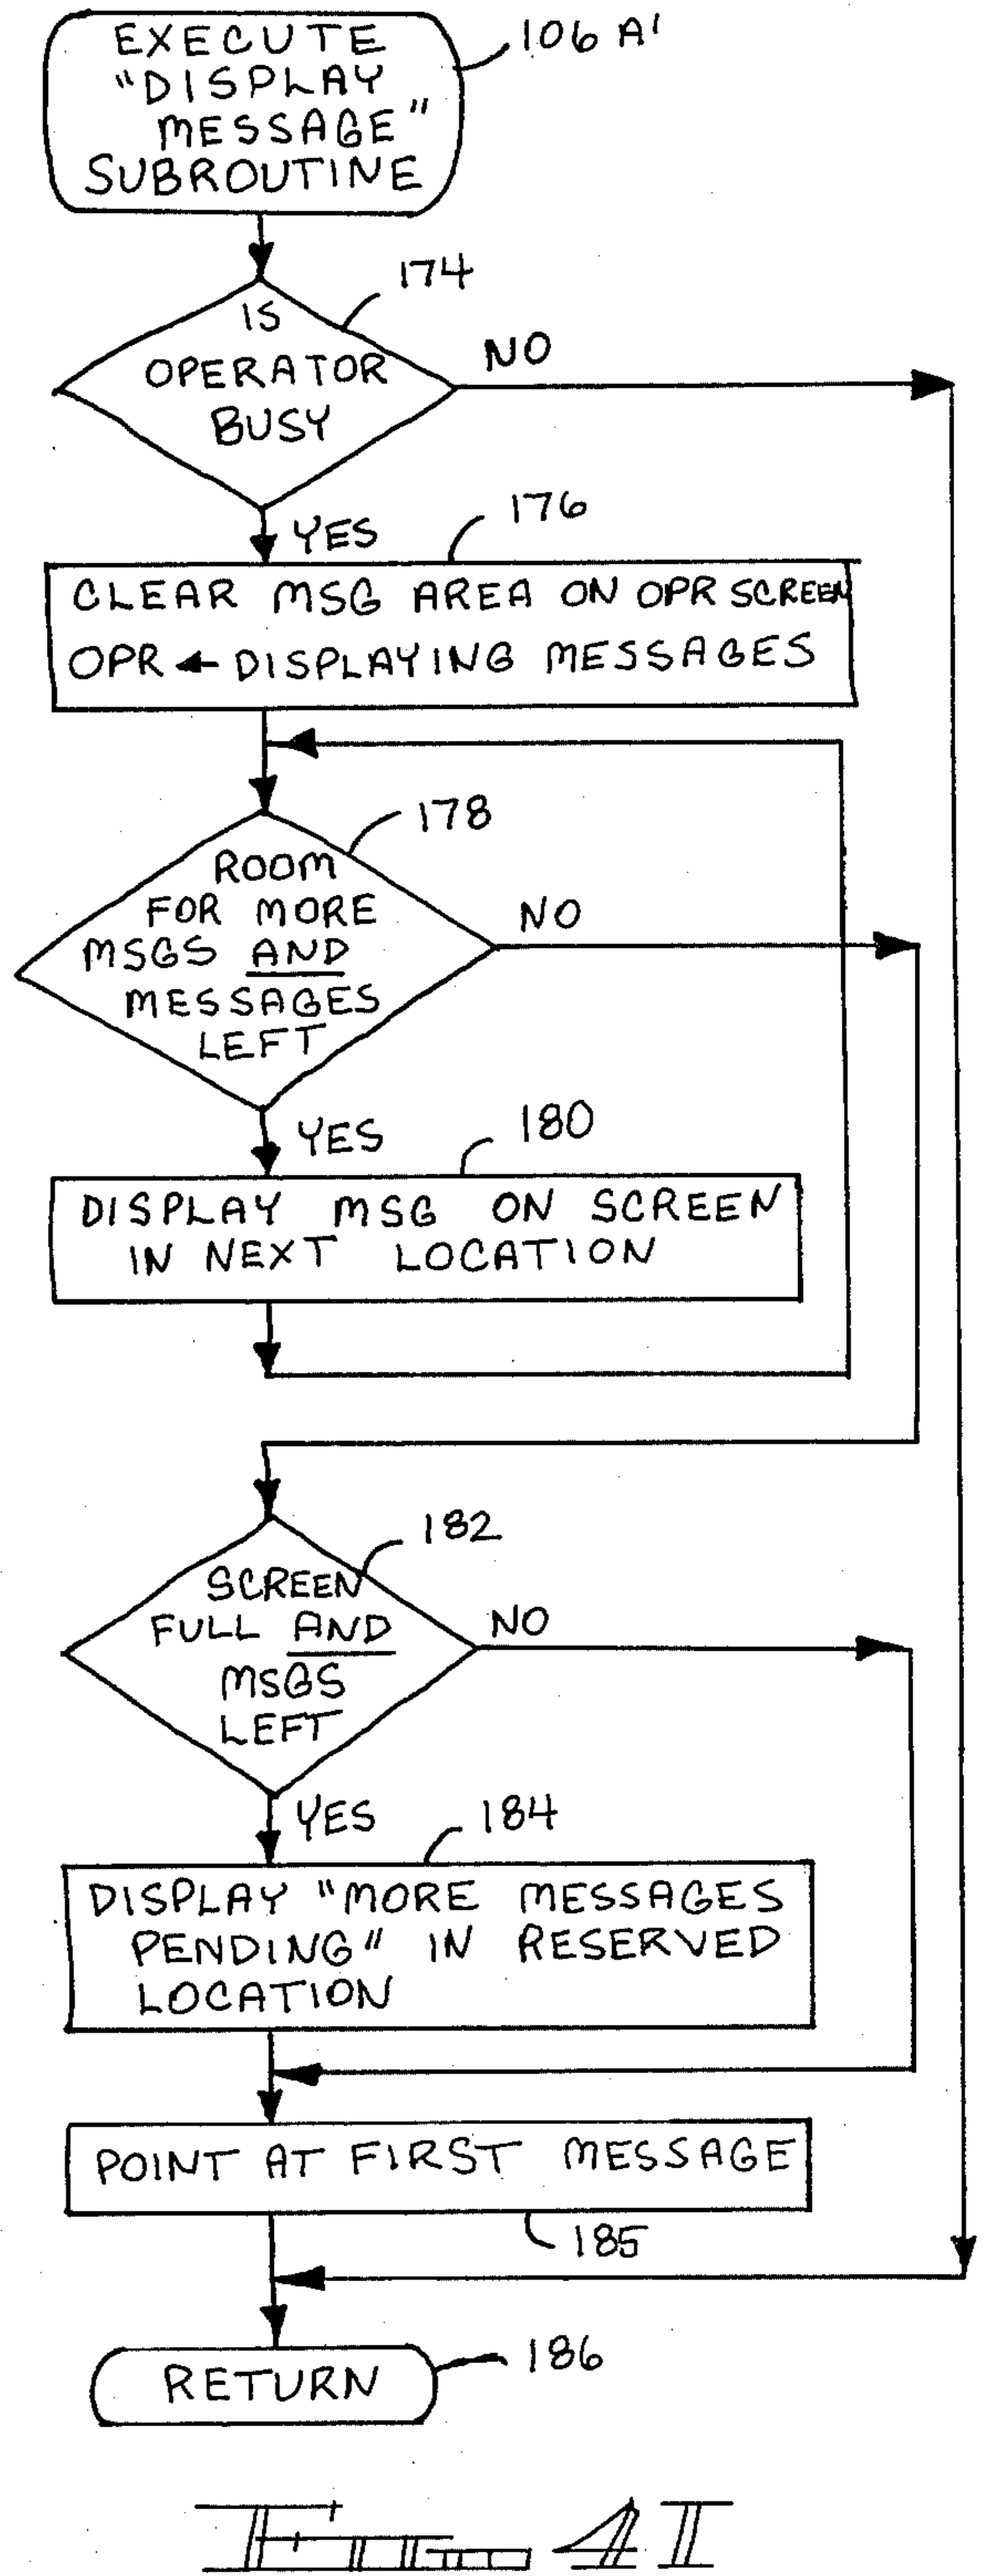 EXECUTE
"DISPLAY
MESSAGE"
SUBROUTINE
106 A'
174
IS
OPERATOR
BUSY
NO
YES
176
CLEAR MSG AREA ON OPR SCREEN
OPR ← DISPLAYING MESSAGES
178
ROOM
FOR MORE
MSGS AND
MESSAGES
LEFT
NO
YES
180
DISPLAY MSG ON SCREEN
IN NEXT LOCATION
182
SCREEN
FULL AND
MSGS
LEFT
NO
YES
184
DISPLAY "MORE MESSAGES
PENDING" IN RESERVED
LOCATION
POINT AT FIRST MESSAGE
185
RETURN
186
Fig. 4I